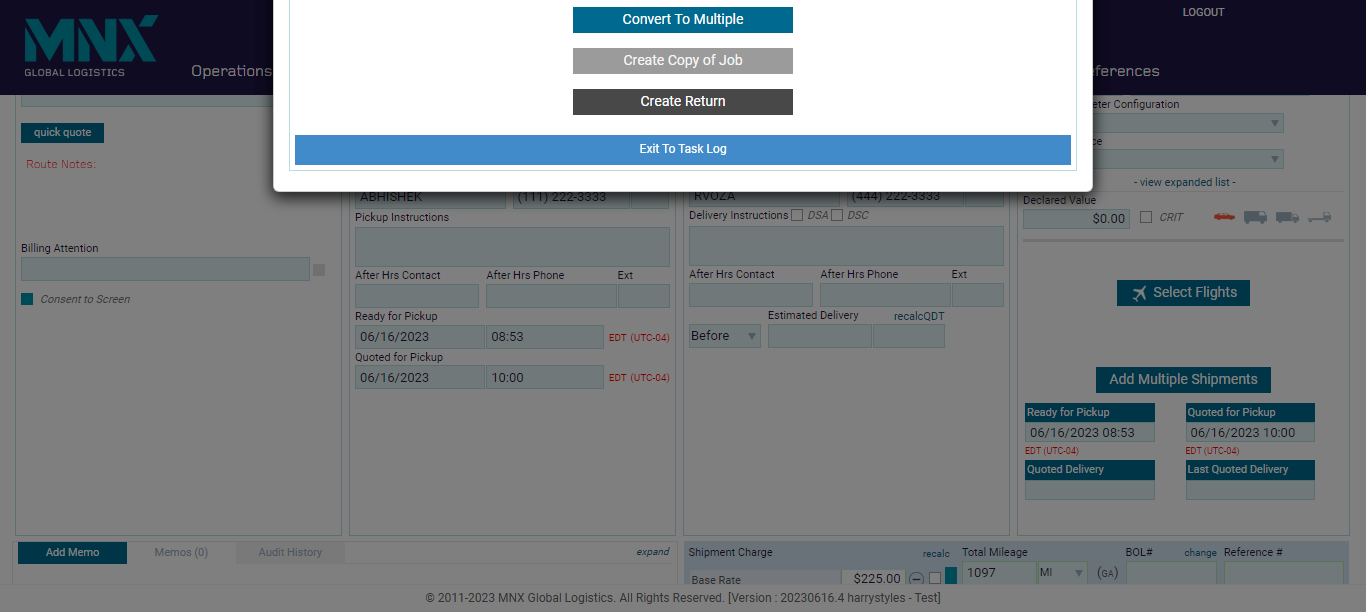 MNX
GLOBAL LOGISTICS
Operations
LOGOUT
Convert To Multiple
Create Copy of Job
Create Return
Exit To Task Log
quick quote
Route Notes:
Billing Attention
Consent to Screen
ABHISHEK
(111) 222-3333
Pickup Instructions
After Hrs Contact
After Hrs Phone
Ext
Ready for Pickup
06/16/2023
08:53
EDT (UTC-04)
Quoted for Pickup
06/16/2023
10:00
EDT (UTC-04)
RVOZA
(444) 222-3333
Delivery Instructions
DSA
DSC
After Hrs Contact
After Hrs Phone
Ext
Estimated Delivery
recalcQDT
Before
Configuration
- view expanded list -
Declared Value
$0.00
CRIT
Select Flights
Add Multiple Shipments
Ready for Pickup
Quoted for Pickup
06/16/2023 08:53
06/16/2023 10:00
EDT (UTC-04)
EDT (UTC-04)
Quoted Delivery
Last Quoted Delivery
Add Memo
Memos (0)
Audit History
expand
Shipment Charge
recalc
Total Mileage
BOL#
change
Reference #
Base Rate
$225.00
1097
MI
(GA)
© 2011-2023 MNX Global Logistics. All Rights Reserved. [Version : 20230616.4 harrystyles - Test]